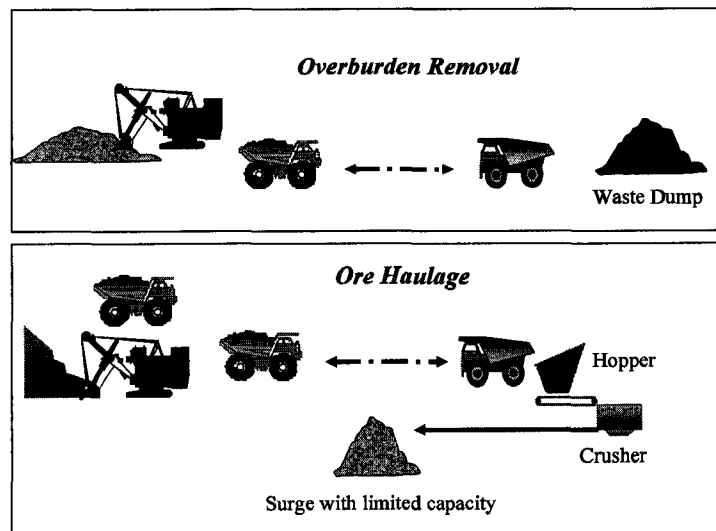 Overburden Removal
Waste Dump
Ore Haulage
Hopper
Crusher
Surge with limited capacity